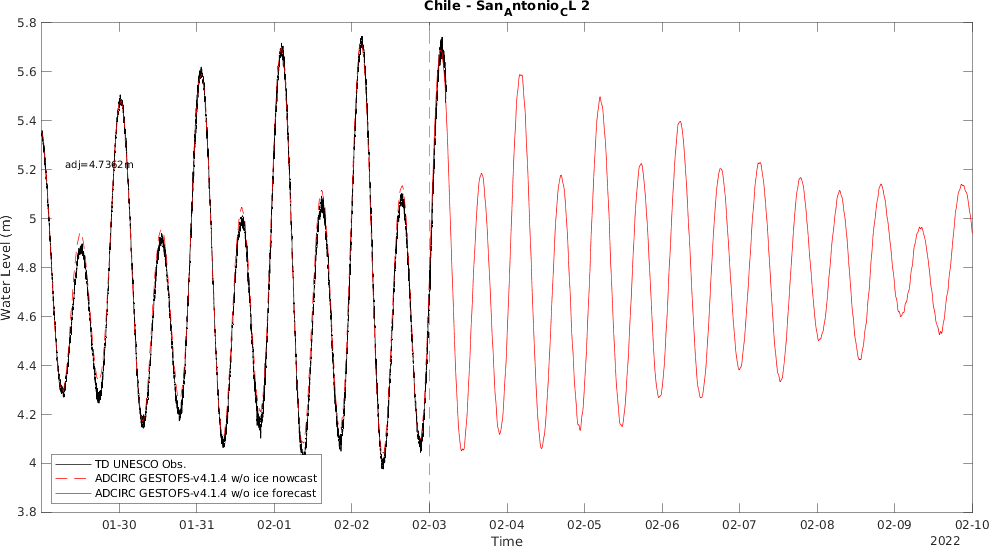 Chile - San_Antonio_CL 2
5.8
5.6
5.4
5.2
5
4.8
4.6
4.4
4.2
4
3.8
Water Level (m)
adj=4.7362m
TD UNESCO Obs.
ADCIRC GESTOFS-v4.1.4 w/o ice nowcast
ADCIRC GESTOFS-v4.1.4 w/o ice forecast
01-30 01-31 02-01 02-02 02-03 02-04 02-05 02-06 02-07 02-08 02-09 02-10
Time
2022